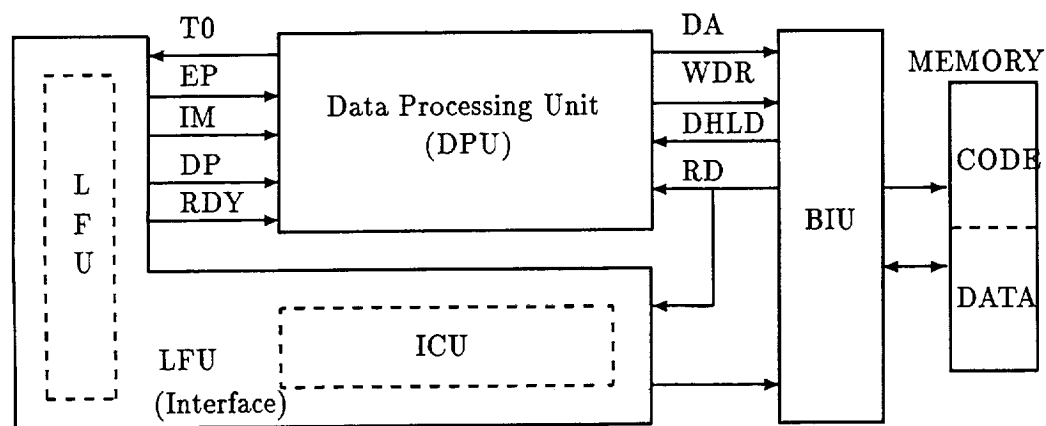 T0
EP
IM
DP
RDY
Data Processing Unit
(DPU)
DA
WDR
DHLD
RD
BIU
MEMORY
CODE
DATA
L
F
U
LFU
(Interface)
ICU